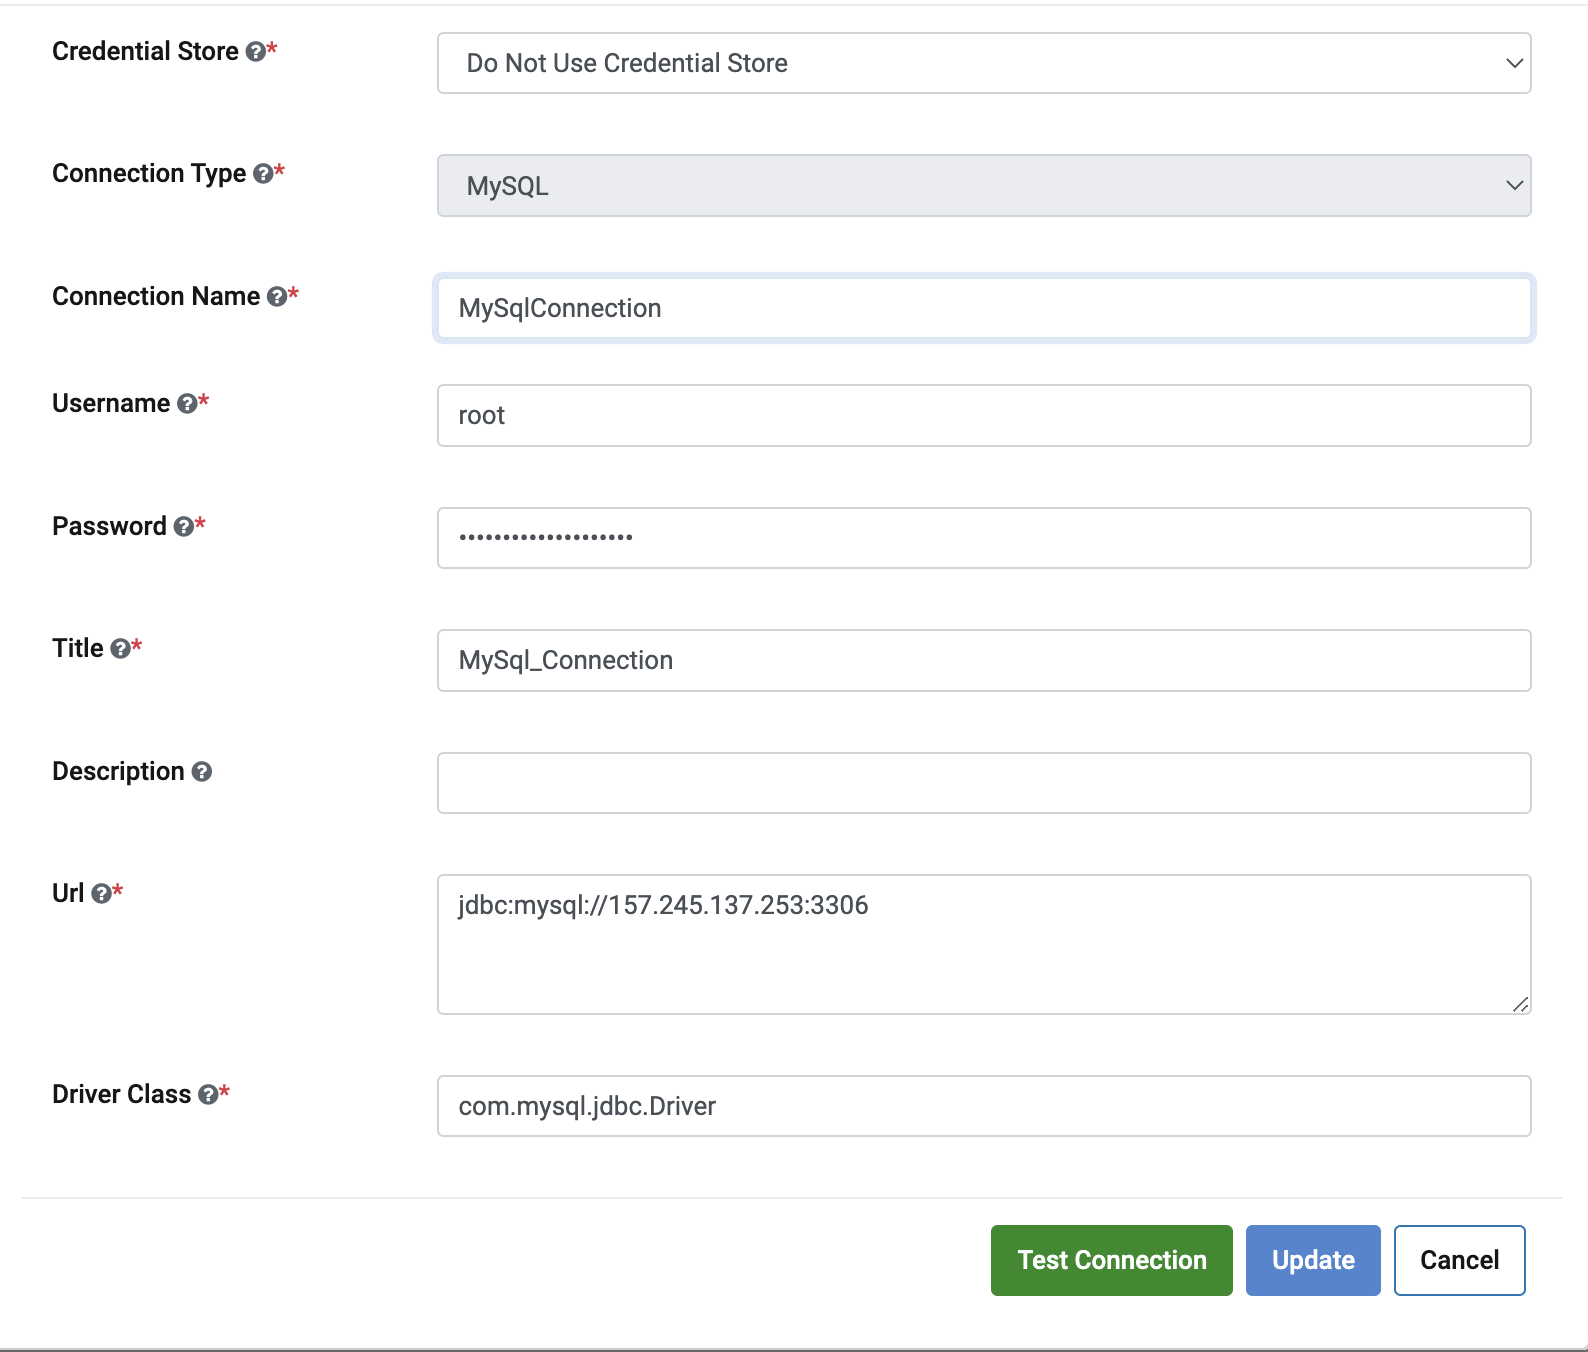 Credential Store ?*
Do Not Use Credential Store
Connection Type ?*
MySQL
Connection Name ?*
MySqlConnection
Username ?*
root
Password ?*
••••••••••••••••••••
Title ?*
MySql_Connection
Description ?
Url ?*
jdbc:mysql://157.245.137.253:3306
Driver Class ?*
com.mysql.jdbc.Driver
Test Connection
Update
Cancel